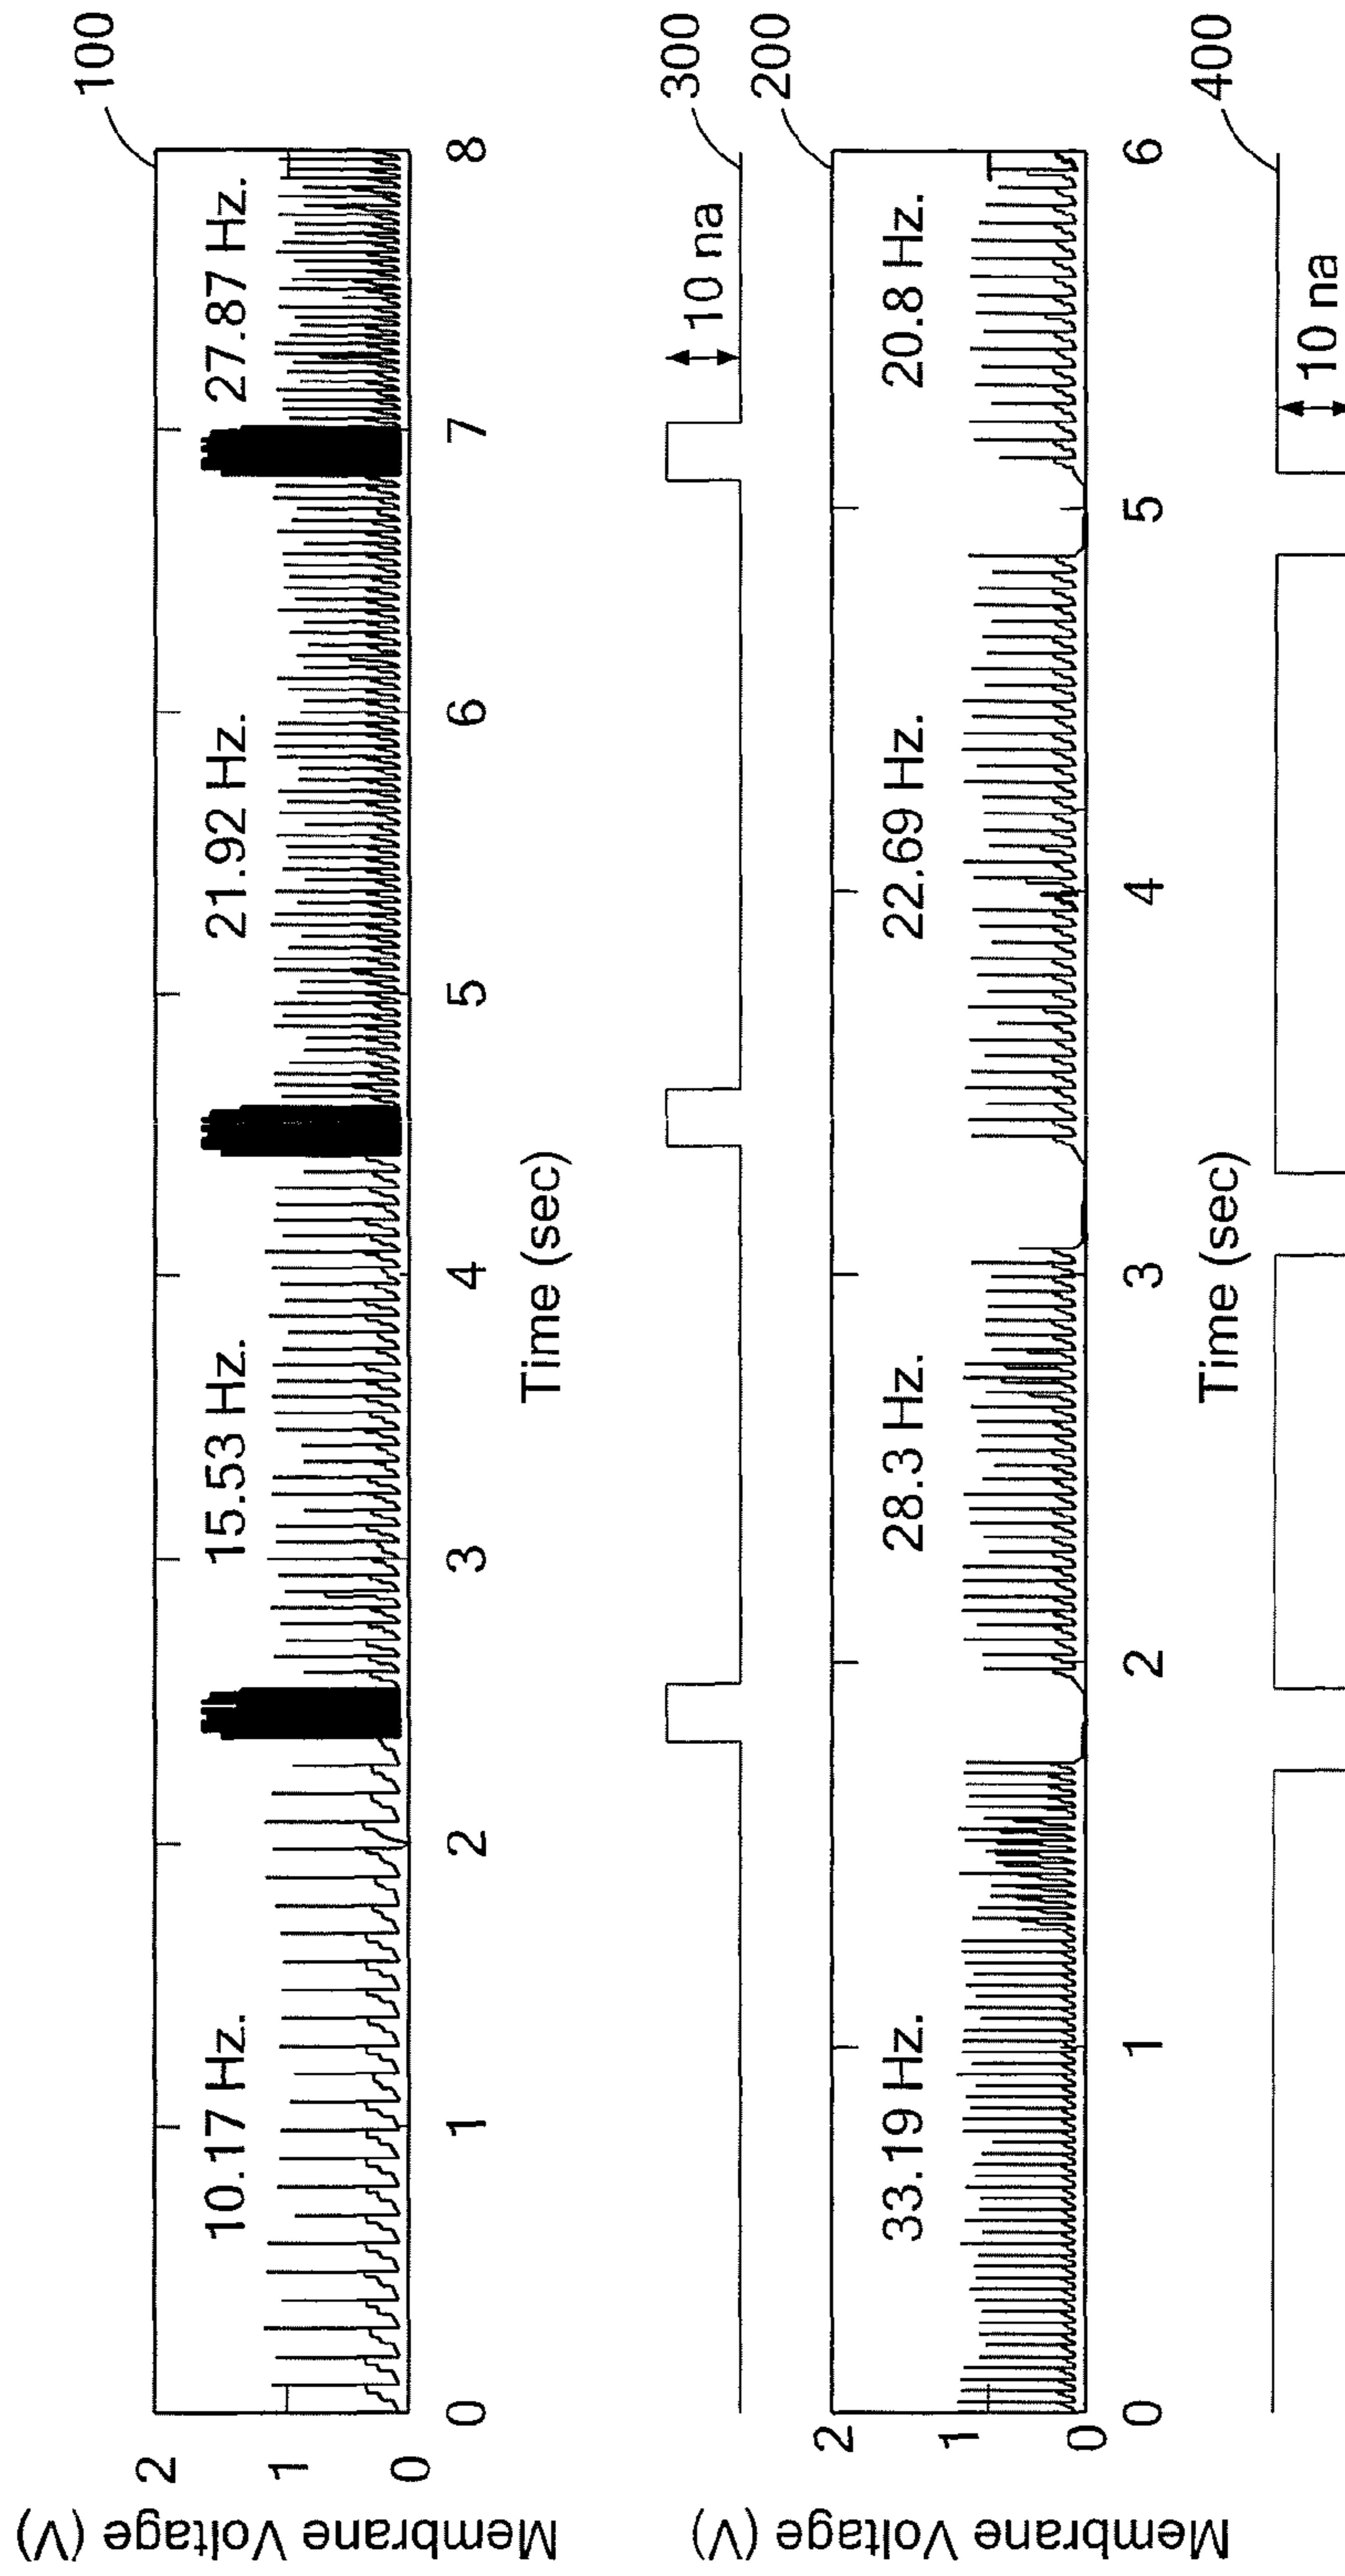 100
Membrane Voltage (V)
2
1
0
10.17 Hz.
15.53 Hz.
21.92 Hz.
27.87 Hz.
0 1 2 3 4 5 6 7 8
Time (sec)
10 na
300
200
Membrane Voltage (V)
2
1
0
33.19 Hz.
28.3 Hz.
22.69 Hz.
20.8 Hz.
0 1 2 3 4 5 6
Time (sec)
400
10 na